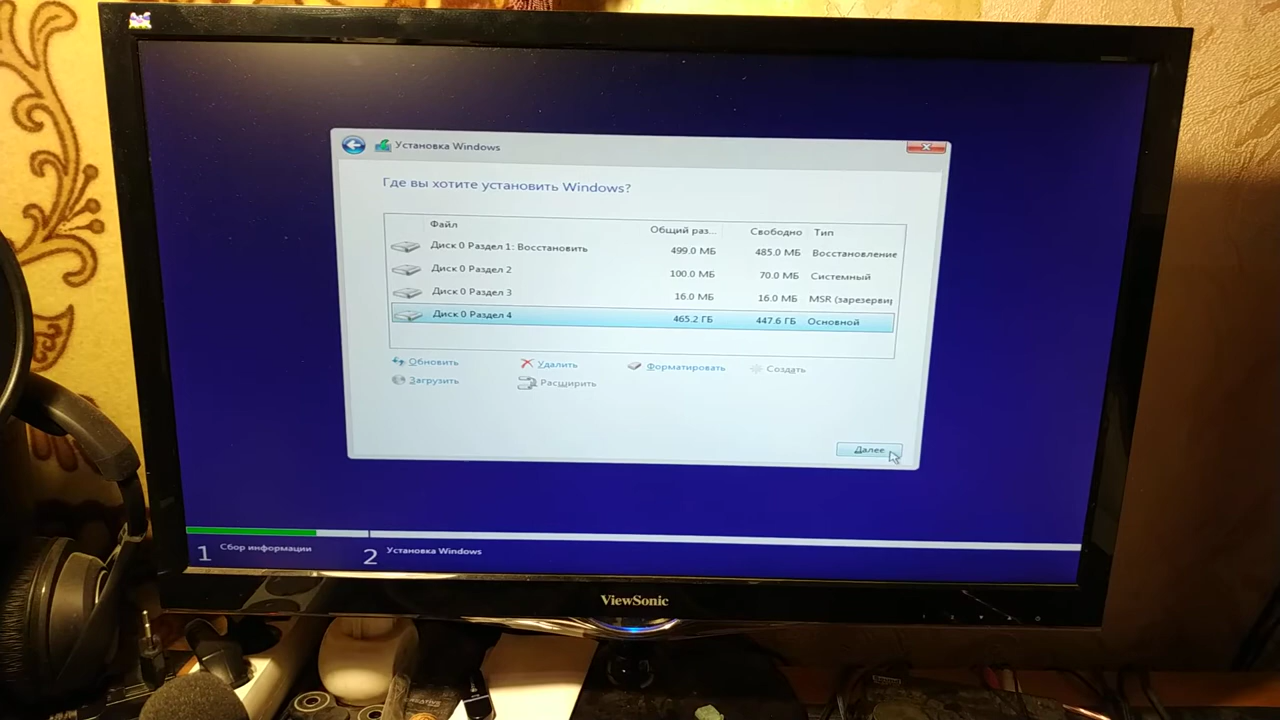 Установка Windows
Где вы хотите установить Windows?
Файл Общий раз... Свободно Тип
Диск 0 Раздел 1: Восстановить 499.0 МБ 485.0 МБ Восстановление
Диск 0 Раздел 2 100.0 МБ 70.0 МБ Системный
Диск 0 Раздел 3 16.0 МБ 16.0 МБ MSR (зарезерви
Диск 0 Раздел 4 465.2 ГБ 447.6 ГБ Основной
Обновить Удалить Форматировать Создать
Загрузить Расширить
Далее
1 Сбор информации 2 Установка Windows
ViewSonic